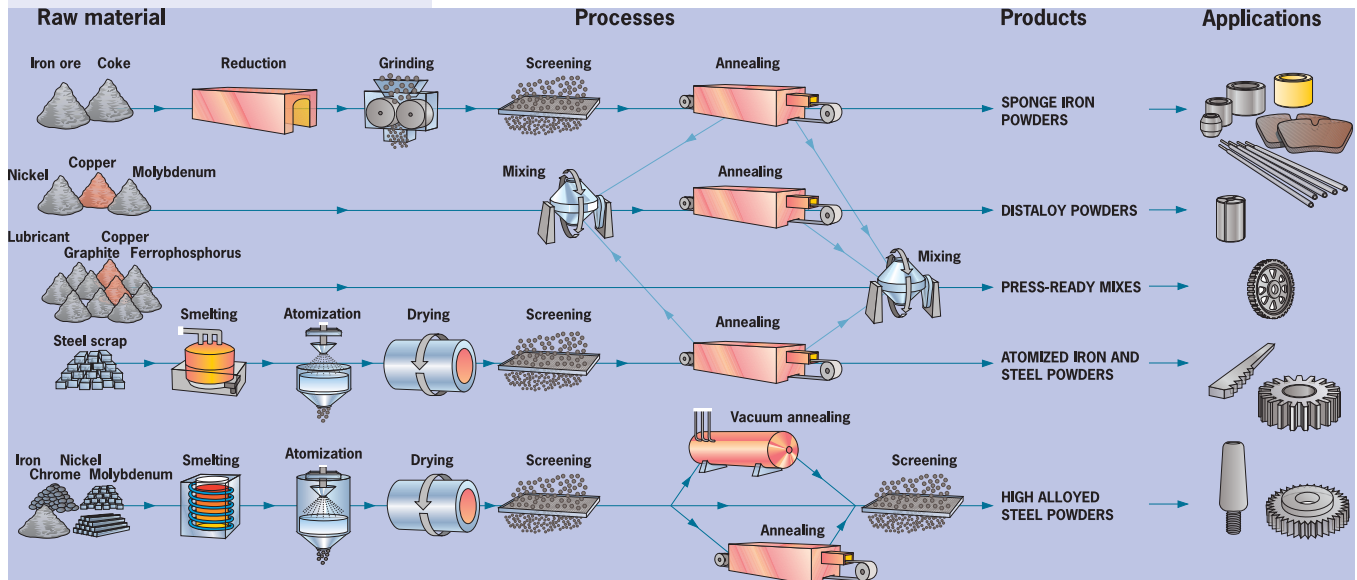 Raw material
Processes
Products
Applications
Iron ore
Coke
Reduction
Grinding
Screening
Annealing
SPONGE IRON
POWDERS
Nickel
Copper
Molybdenum
Mixing
Annealing
DISTALOY POWDERS
Lubricant
Copper
Graphite
Ferrophosphorus
Mixing
PRESS-READY MIXES
Steel scrap
Smelting
Atomization
Drying
Screening
Annealing
ATOMIZED IRON AND
STEEL POWDERS
Iron
Nickel
Chrome
Molybdenum
Smelting
Atomization
Drying
Screening
Vacuum annealing
Annealing
Screening
HIGH ALLOYED
STEEL POWDERS